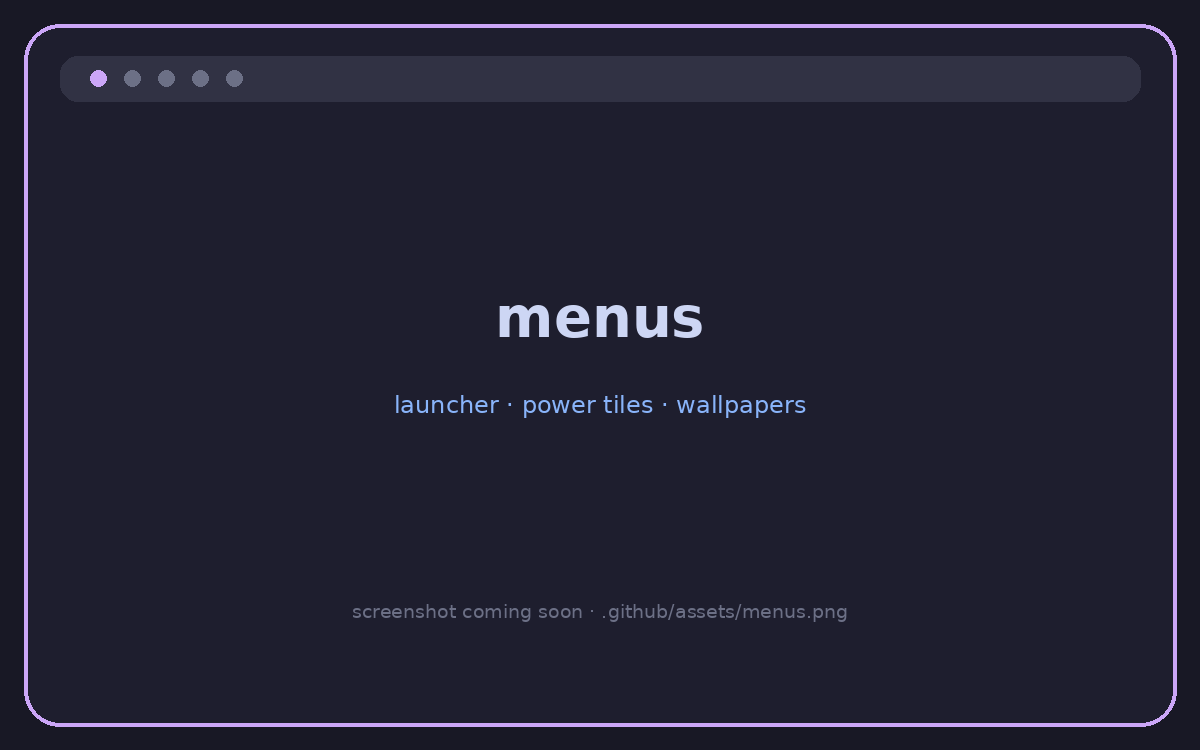 menus
launcher · power tiles · wallpapers
screenshot coming soon · .github/assets/menus.png